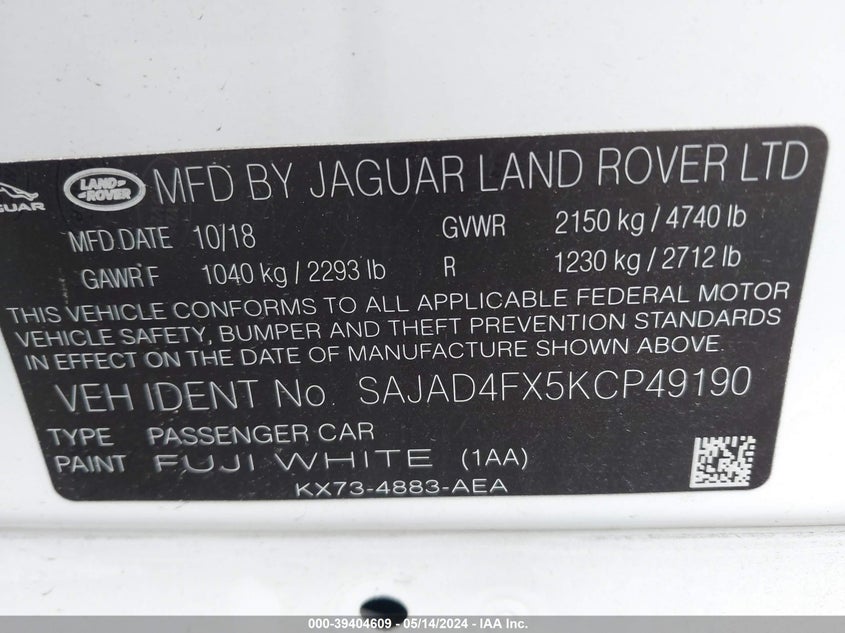 LAND ROVER MFD BY JAGUAR LAND ROVER LTD
MFD DATE 10/18 GVWR 2150 kg / 4740 lb
GAWR F 1040 kg / 2293 lb R 1230 kg / 2712 lb
THIS VEHICLE CONFORMS TO ALL APPLICABLE FEDERAL MOTOR
VEHICLE SAFETY, BUMPER AND THEFT PREVENTION STANDARDS
IN EFFECT ON THE DATE OF MANUFACTURE SHOWN ABOVE
VEH IDENT No. SAJAD4FX5KCP49190
TYPE PASSENGER CAR
PAINT FUJI WHITE (1AA)
KX73-4883-AEA
000-39404609 - 05/14/2024 - IAA Inc.